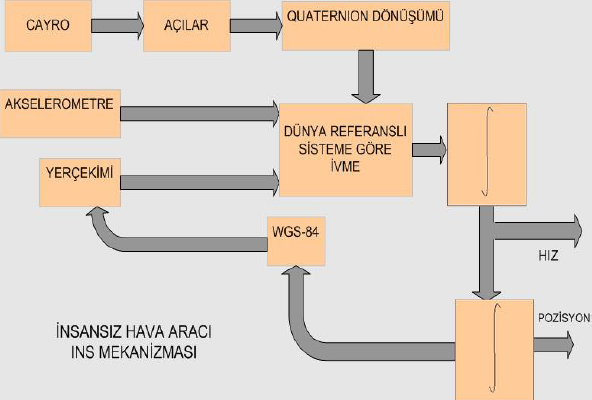 CAYRO
AÇILAR
QUATERNION DÖNÜŞÜMÜ
AKSELEROMETRE
DÜNYA REFERANSLI
SİSTEME GÖRE
İVME
YERÇEKİMİ
WGS-84
HIZ
POZİSYON
İNSANSIZ HAVA ARACI
INS MEKANİZMASI